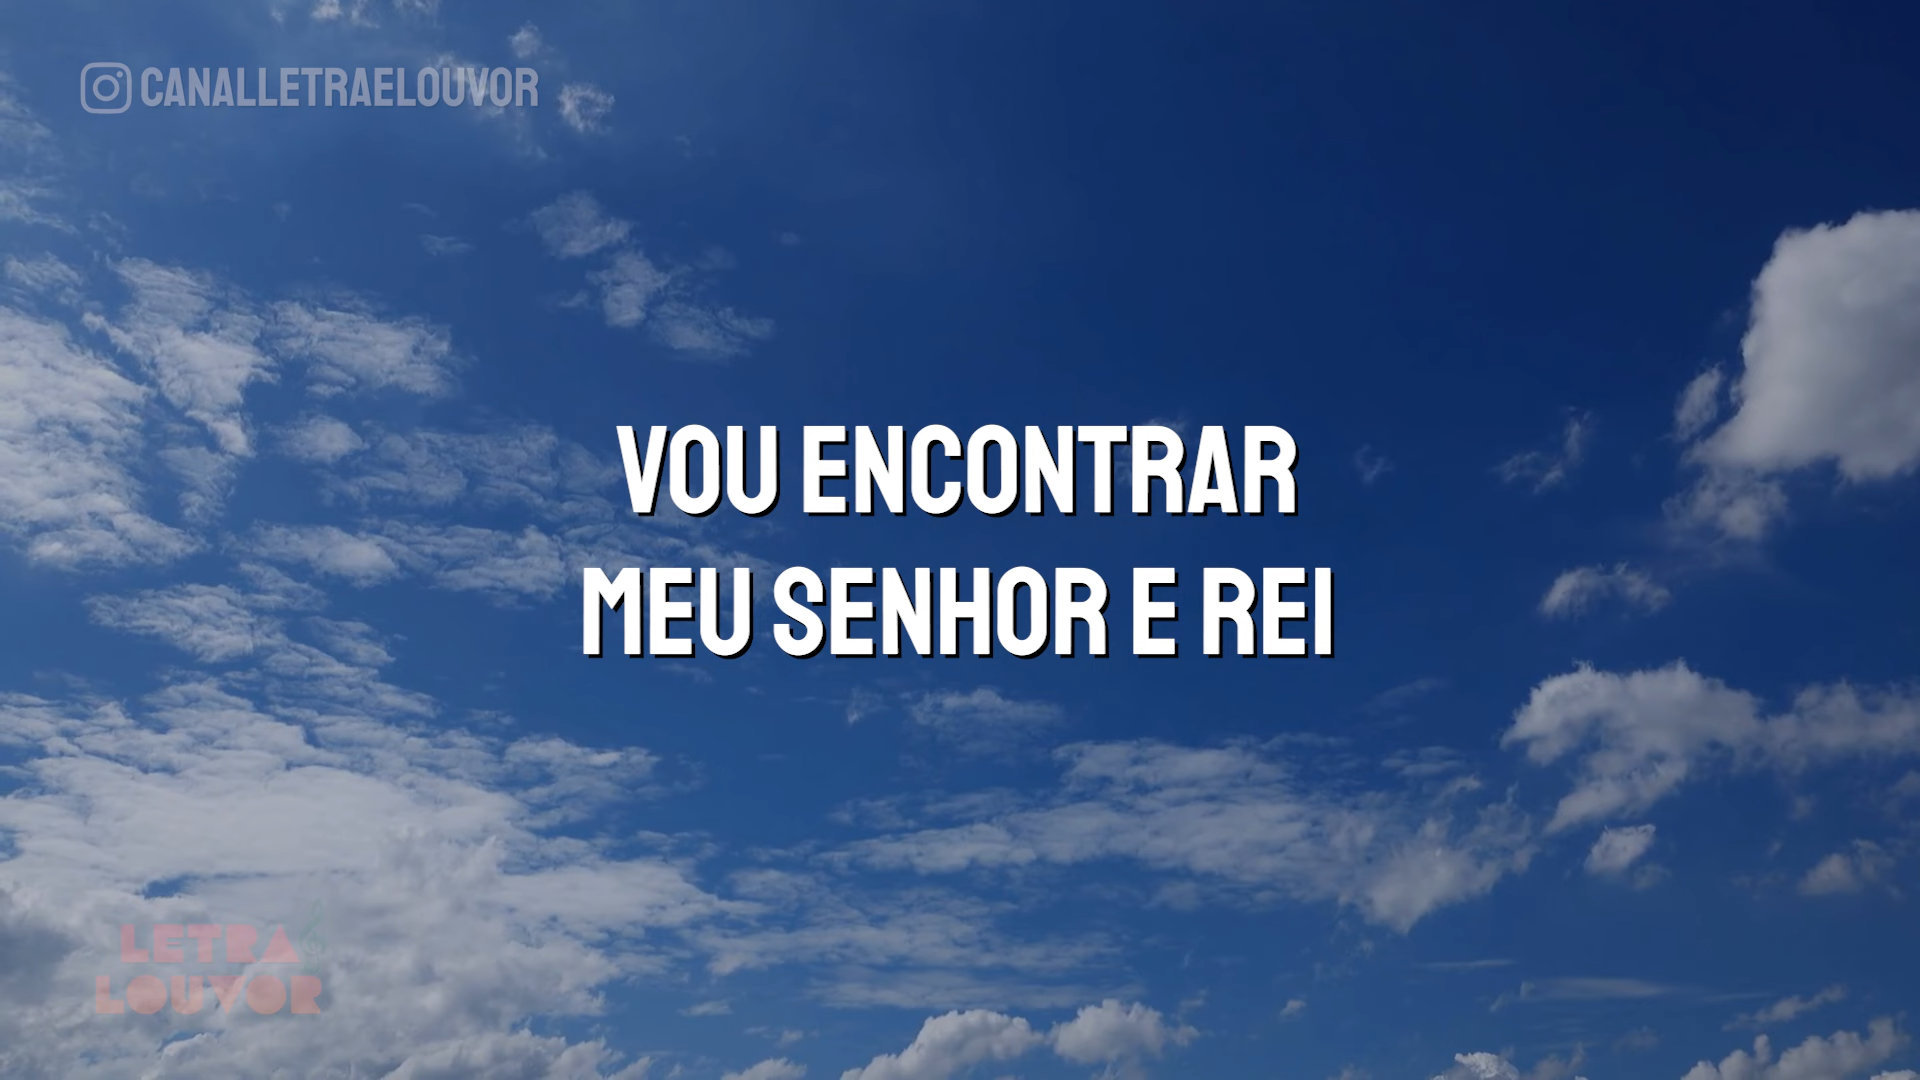 CANALLETRAELOUVOR
VOU ENCONTRAR
MEU SENHOR E REI
LETRA
LOUVOR